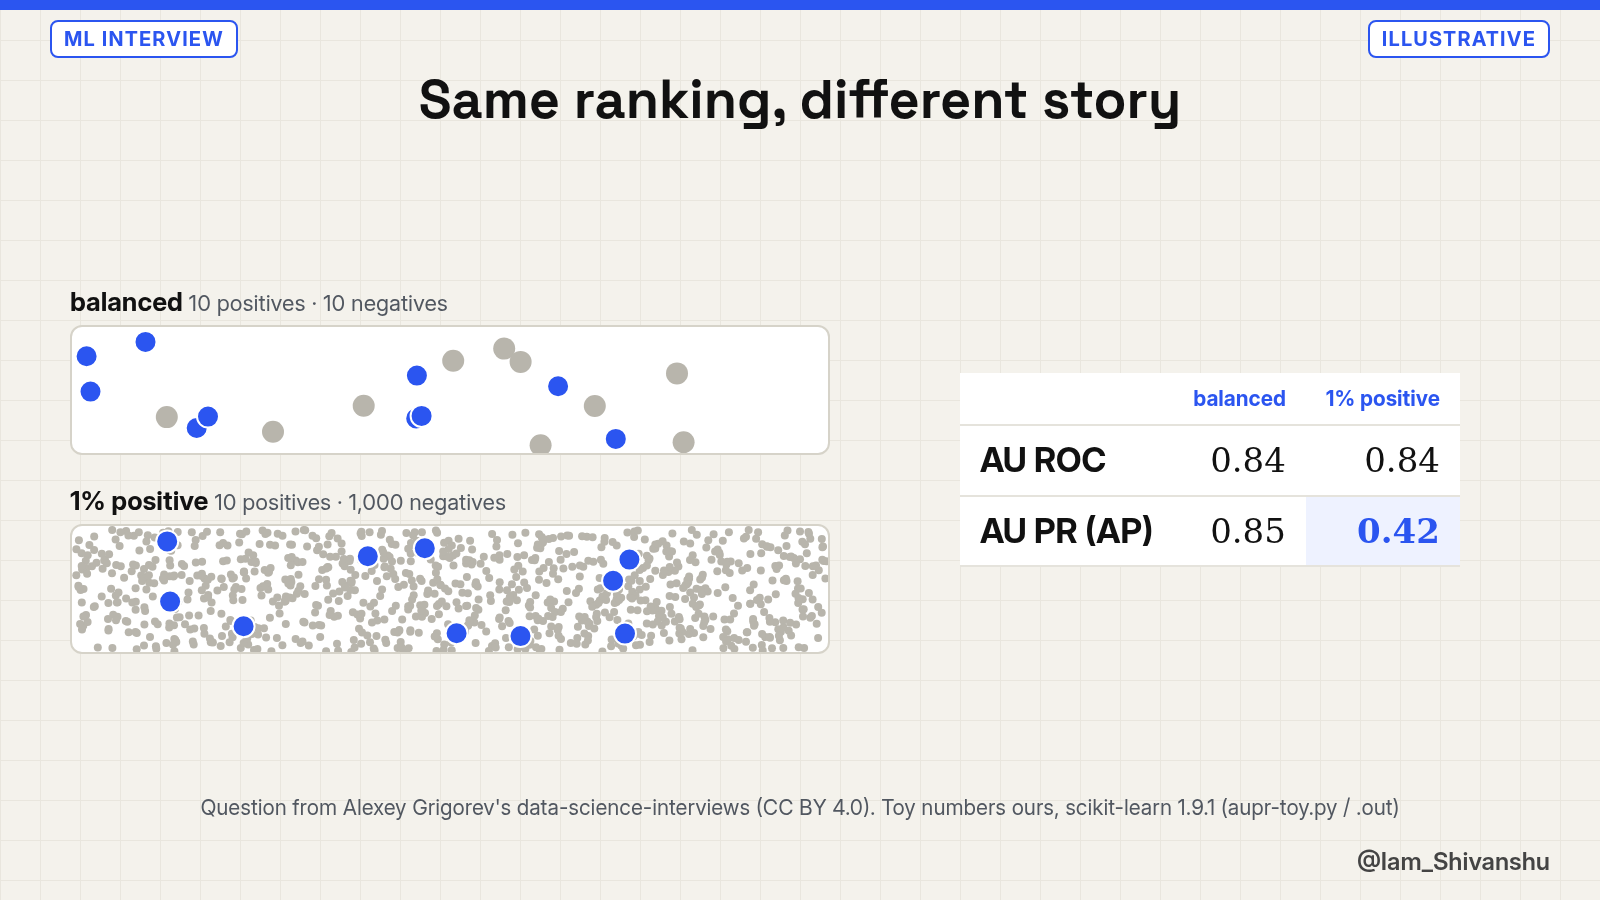 ML INTERVIEW
ILLUSTRATIVE
Same ranking, different story
balanced 10 positives · 10 negatives
1% positive 10 positives · 1,000 negatives
balanced 1% positive
AU ROC 0.84 0.84
AU PR (AP) 0.85 0.42
Question from Alexey Grigorev's data-science-interviews (CC BY 4.0). Toy numbers ours, scikit-learn 1.9.1 (aupr-toy.py / .out)
@Iam_Shivanshu